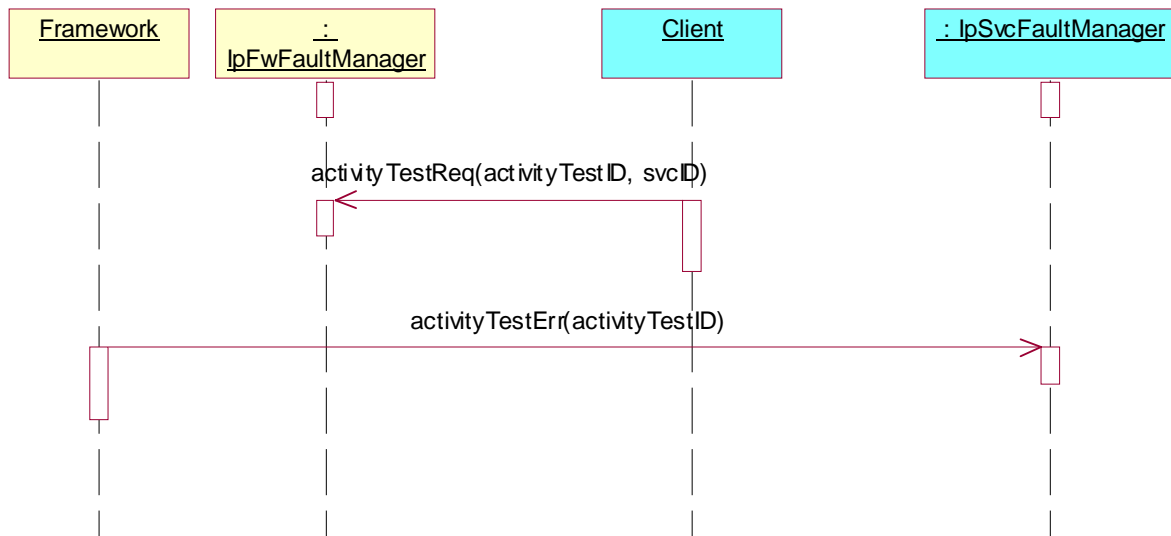 Framework
:
IpFwFaultManager
Client
: IpSvcFaultManager
activityTestReq(activityTestID, svcID)
activityTestErr(activityTestID)